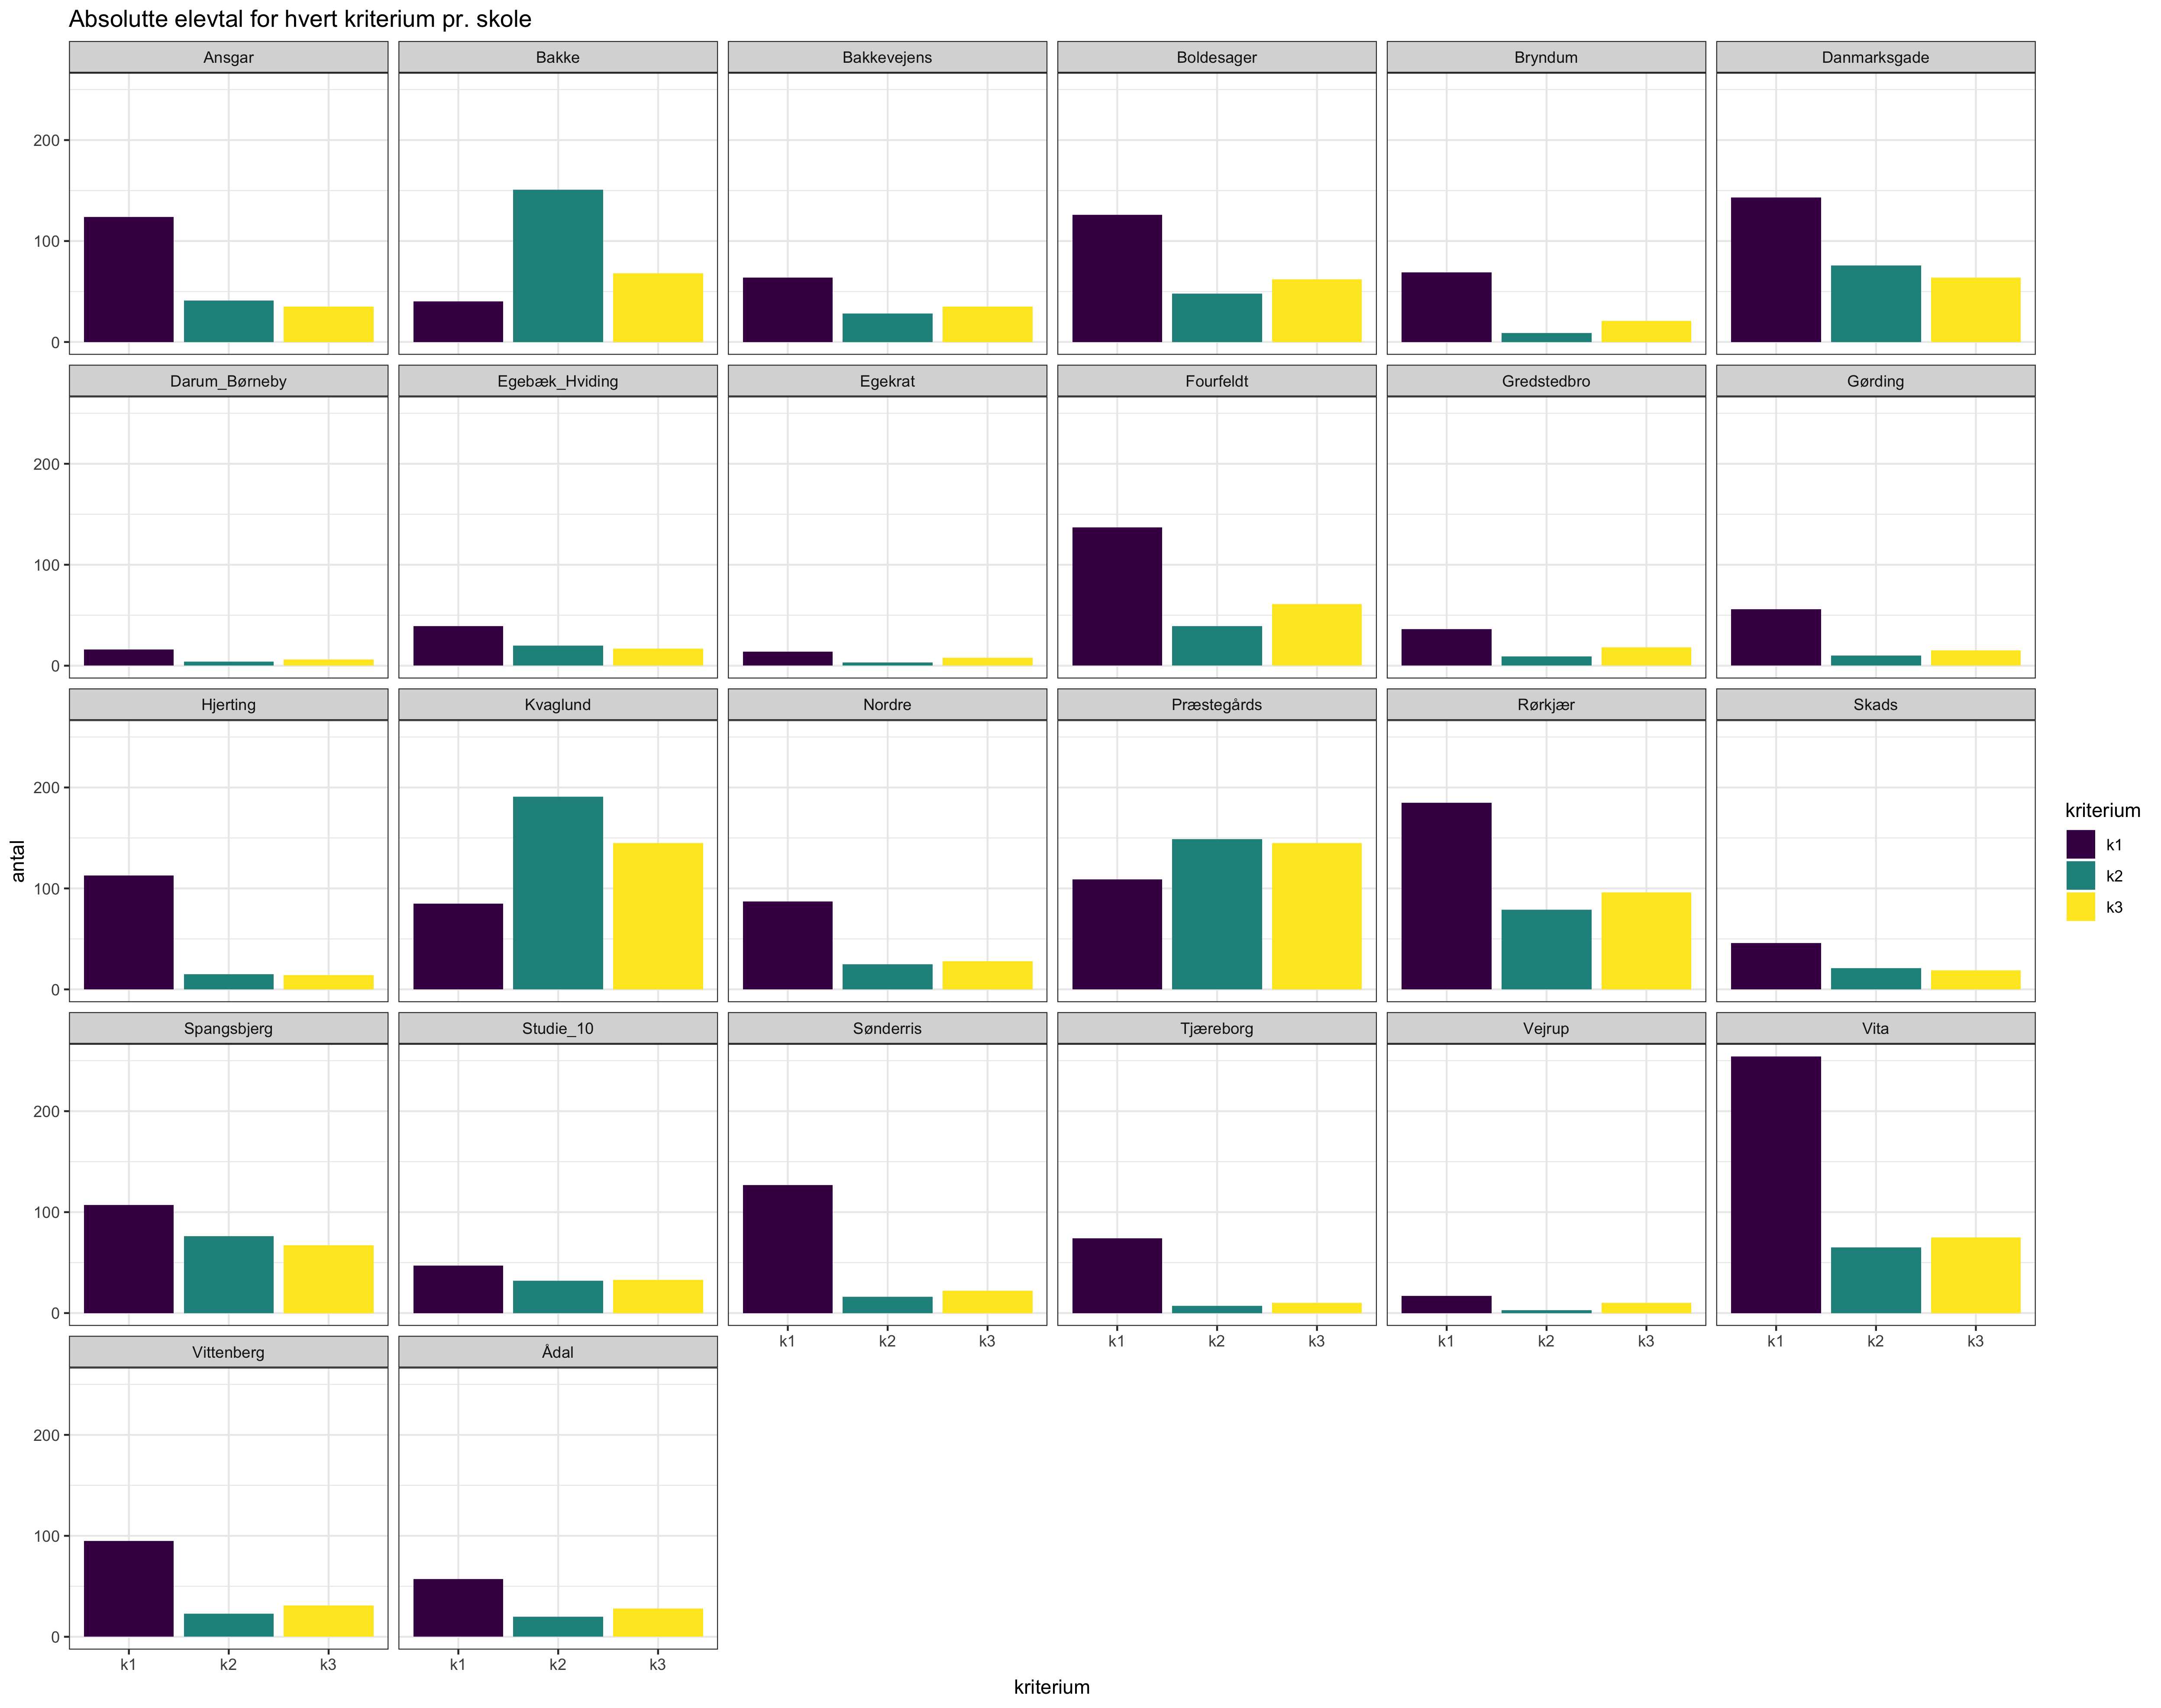 Absolutte elevtal for hvert kriterium pr. skole
Ansgar Bakke Bakkevejens Boldesager Bryndum Danmarksgade
200
100
0
Darum_Børneby Egebæk_Hviding Egekrat Fourfeldt Gredstedbro Gørding
200
100
0
Hjerting Kvaglund Nordre Præstegårds Rørkjær Skads
200
100
0
antal
kriterium
k1
k2
k3
Spangsbjerg Studie_10 Sønderris Tjæreborg Vejrup Vita
200
100
0
k1 k2 k3 k1 k2 k3 k1 k2 k3 k1 k2 k3
Vittenberg Ådal
200
100
0
k1 k2 k3 k1 k2 k3
kriterium